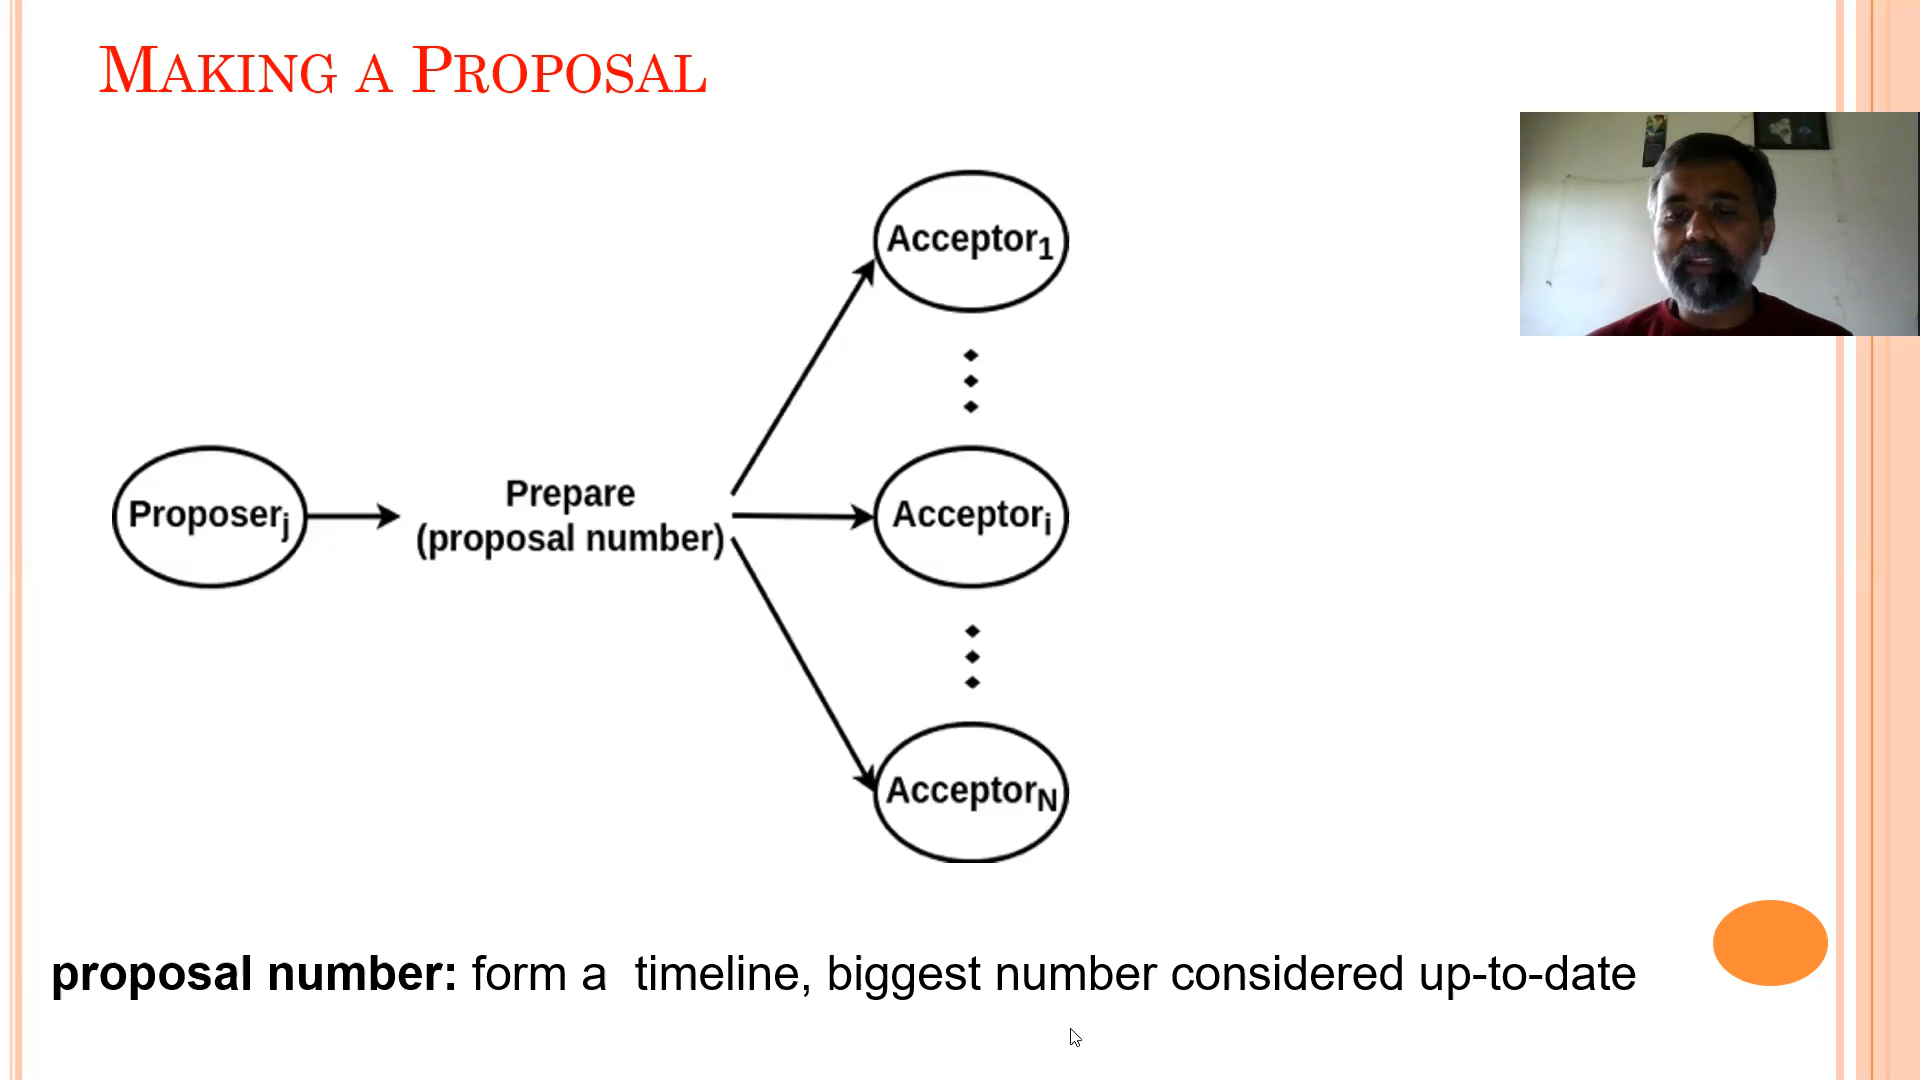 MAKING A PROPOSAL
Acceptor1
Proposerj
Prepare
(proposal number)
Acceptori
AcceptorN
proposal number: form a timeline, biggest number considered up-to-date